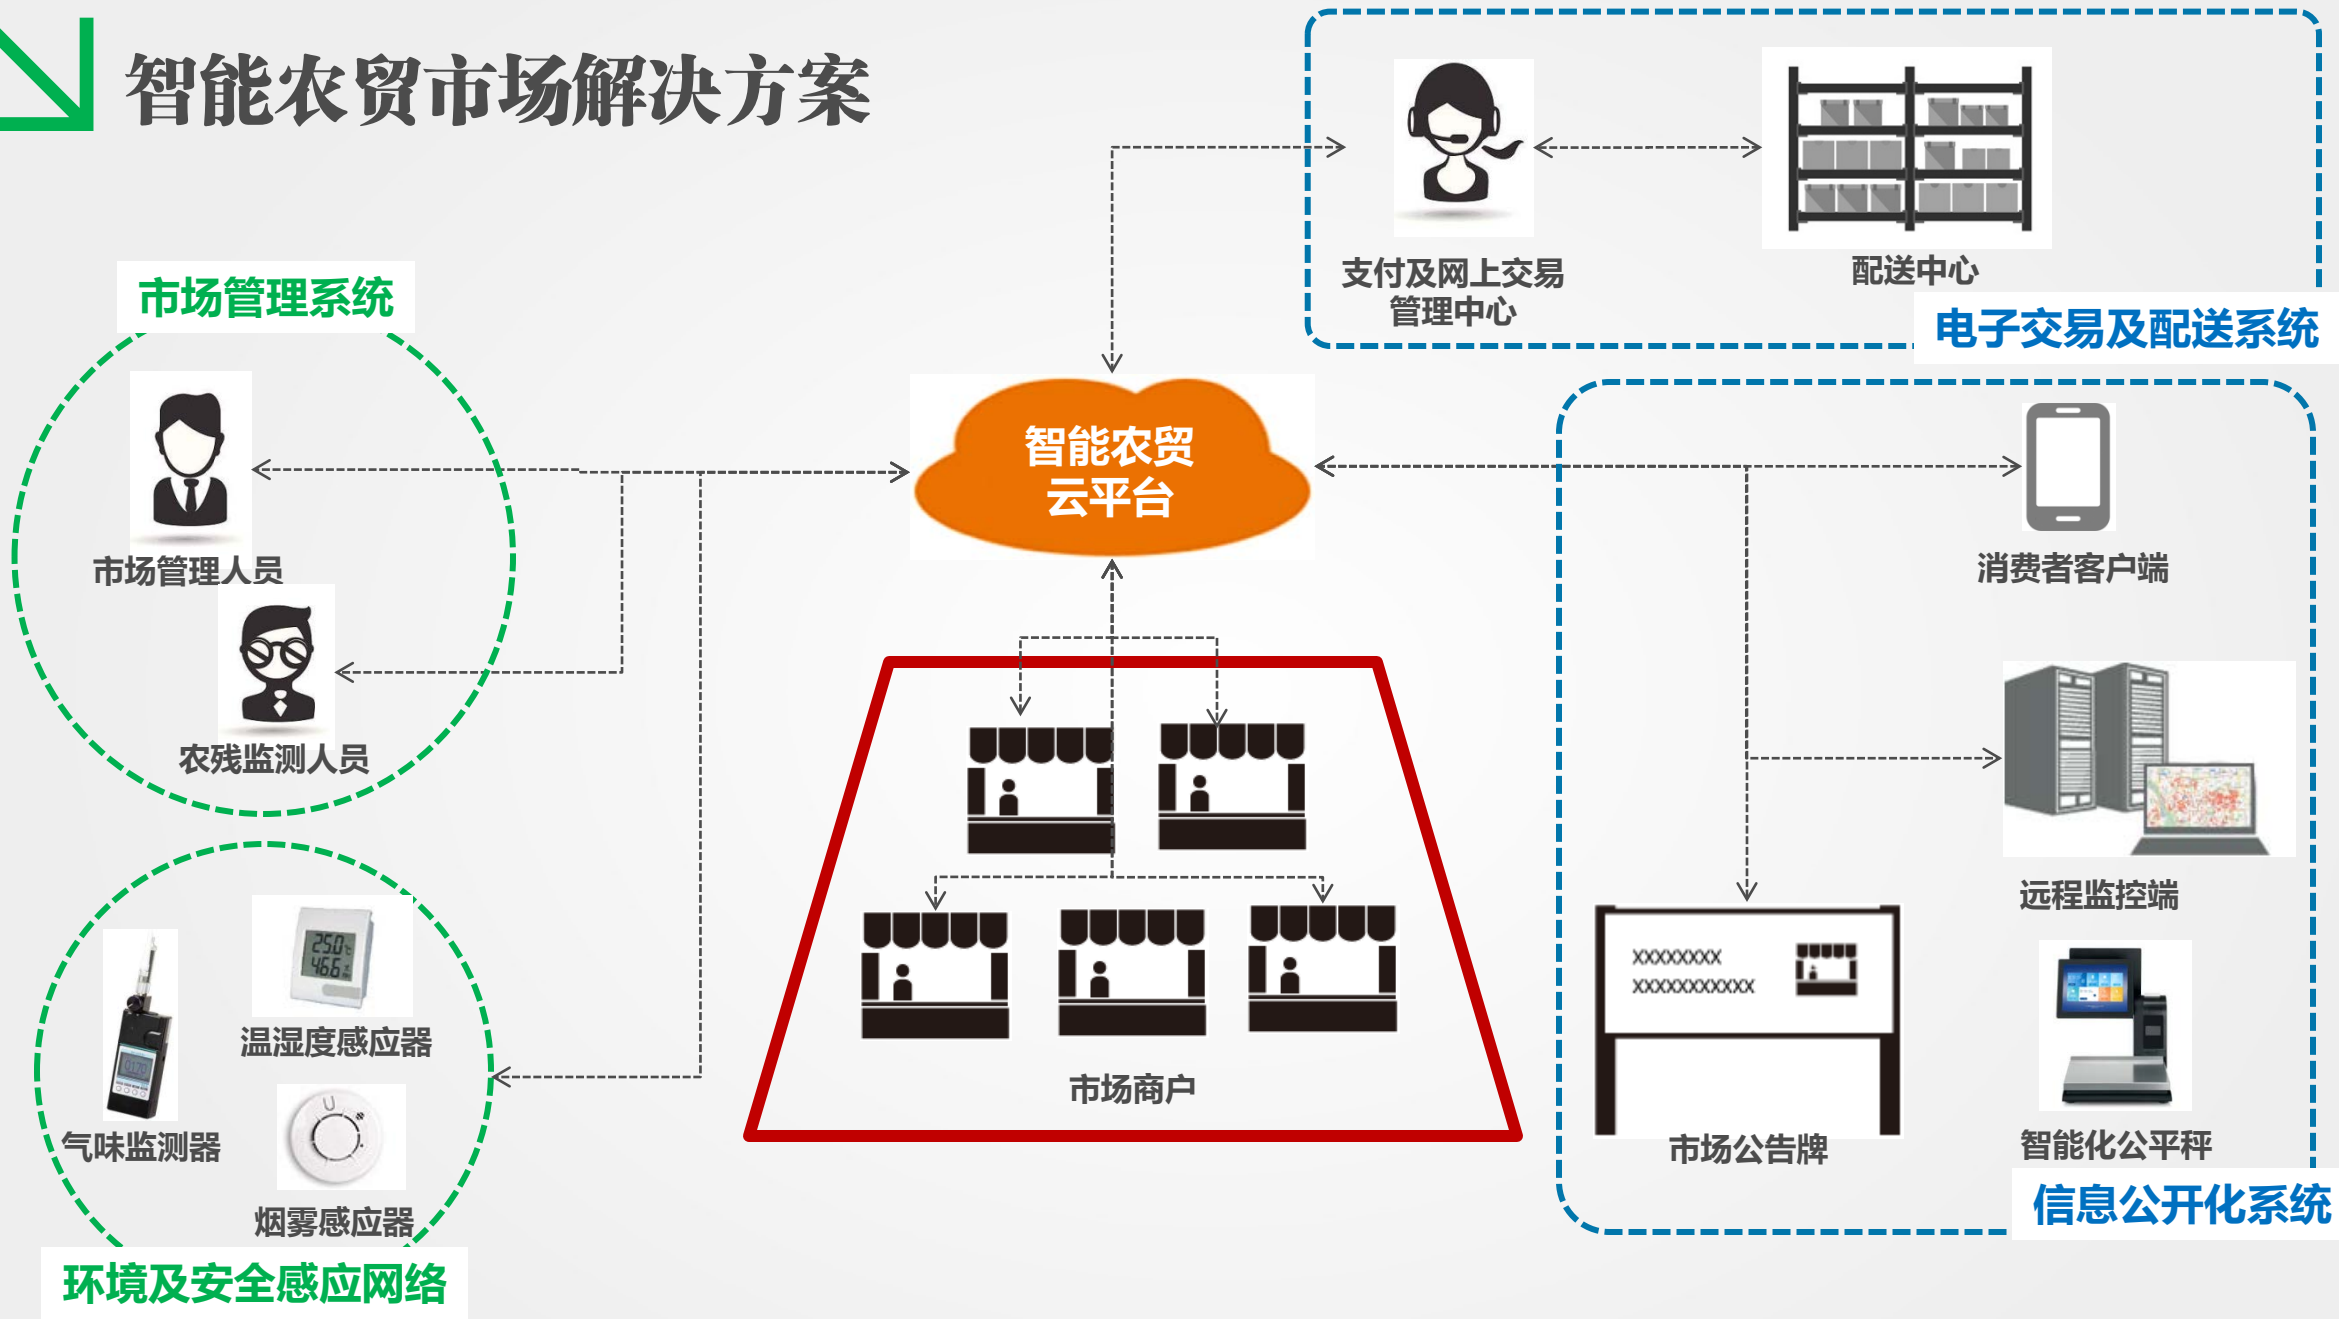 智能农贸市场解决方案
支付及网上交易
管理中心
配送中心
电子交易及配送系统
市场管理系统
市场管理人员
农残监测人员
智能农贸
云平台
消费者客户端
远程监控端
XXXXXXXX
XXXXXXXXXXX
市场公告牌
智能化公平秤
信息公开化系统
市场商户
25.0
46.6
温湿度感应器
气味监测器
烟雾感应器
环境及安全感应网络